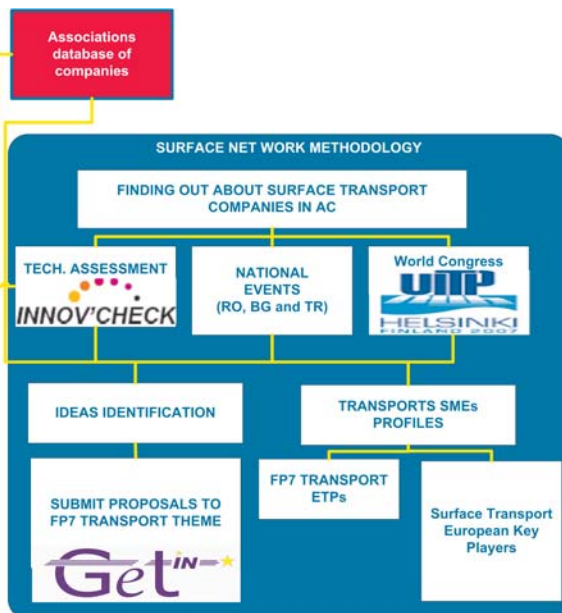 Associations
database of
companies
SURFACE NET WORK METHODOLOGY
FINDING OUT ABOUT SURFACE TRANSPORT
COMPANIES IN AC
TECH. ASSESSMENT
INNOV'CHECK
NATIONAL
EVENTS
(RO, BG and TR)
World Congress
UITP
HELSINKI
FINLAND 2007
IDEAS IDENTIFICATION
TRANSPORTS SMEs
PROFILES
SUBMIT PROPOSALS TO
FP7 TRANSPORT THEME
Get IN
FP7 TRANSPORT
ETPs
Surface Transport
European Key
Players